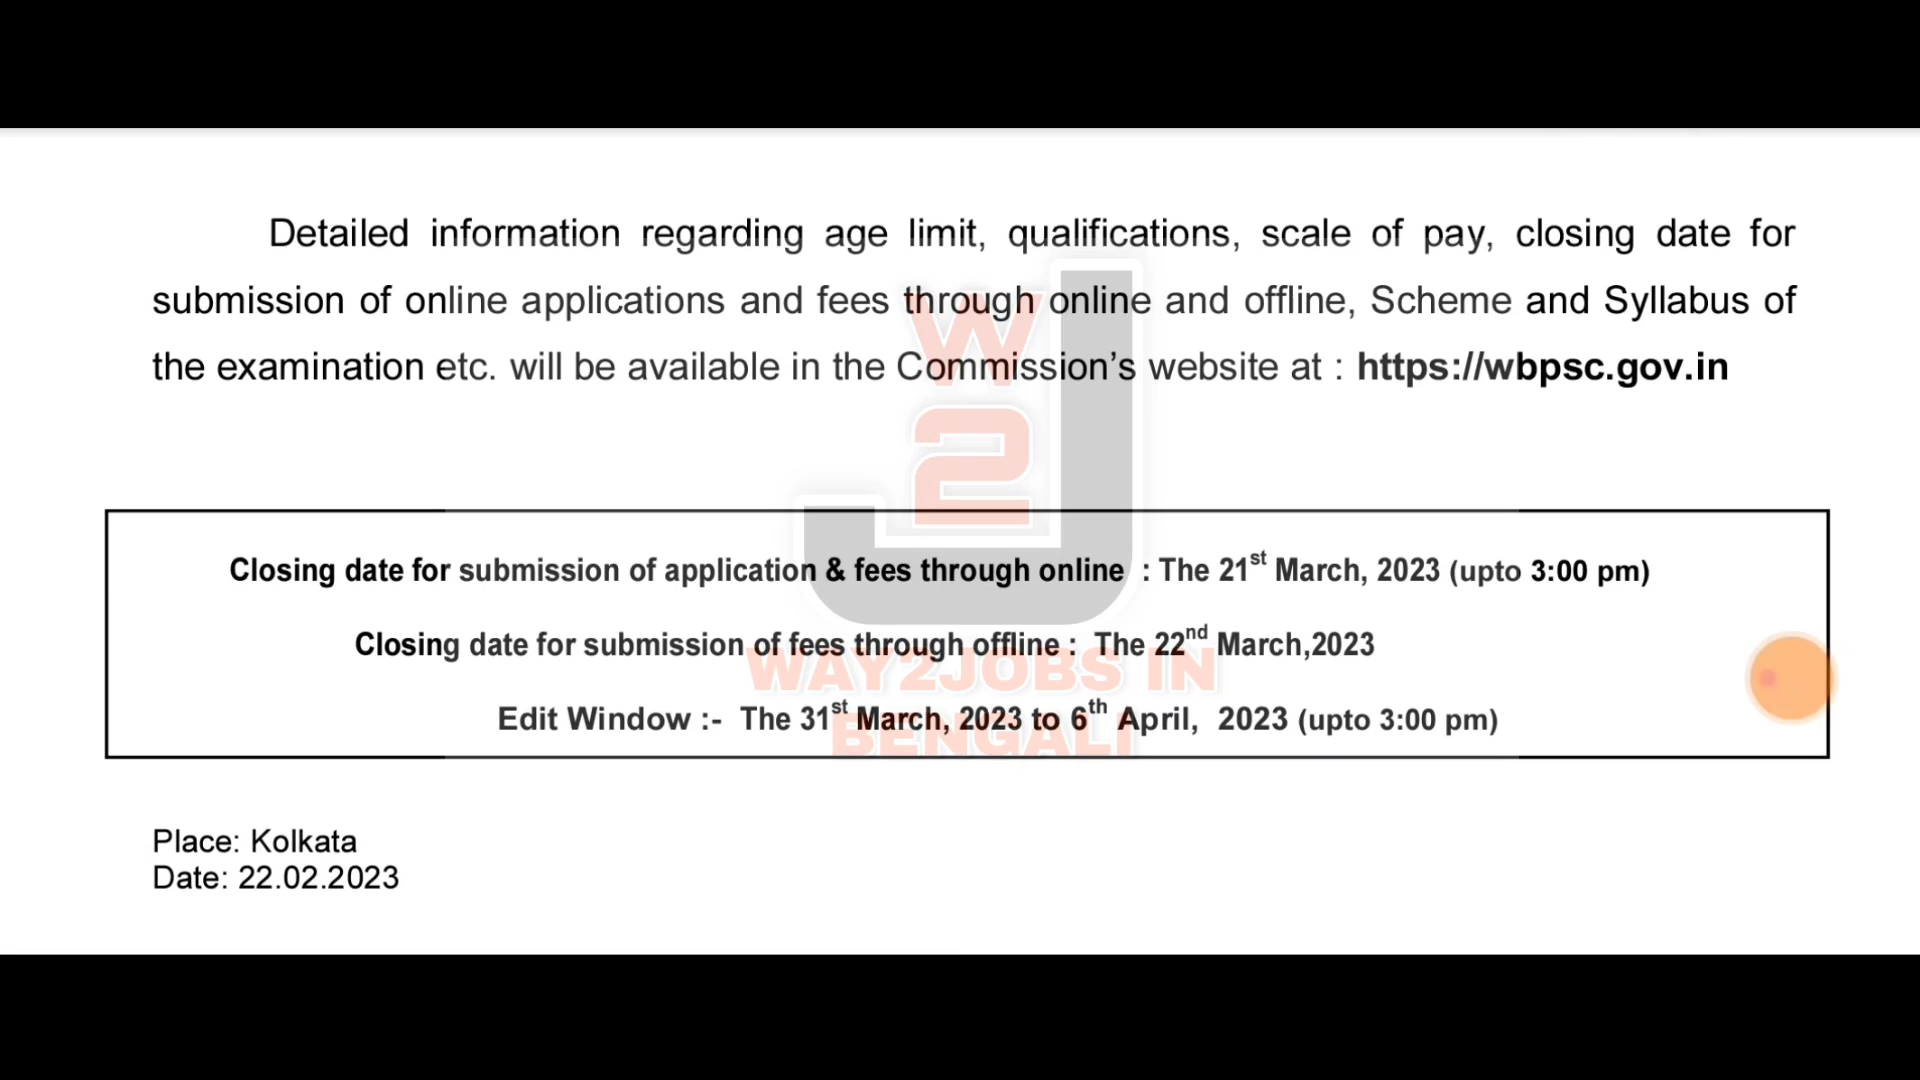 Detailed information regarding age limit, qualifications, scale of pay, closing date for
submission of online applications and fees through online and offline, Scheme and Syllabus of
the examination etc. will be available in the Commission’s website at : https://wbpsc.gov.in
W
2
J
Closing date for submission of application & fees through online : The 21st March, 2023 (upto 3:00 pm)
Closing date for submission of fees through offline : The 22nd March,2023
WAY2JOBS IN
Edit Window :- The 31st March, 2023 to 6th April, 2023 (upto 3:00 pm)
BENGALI
Place: Kolkata
Date: 22.02.2023